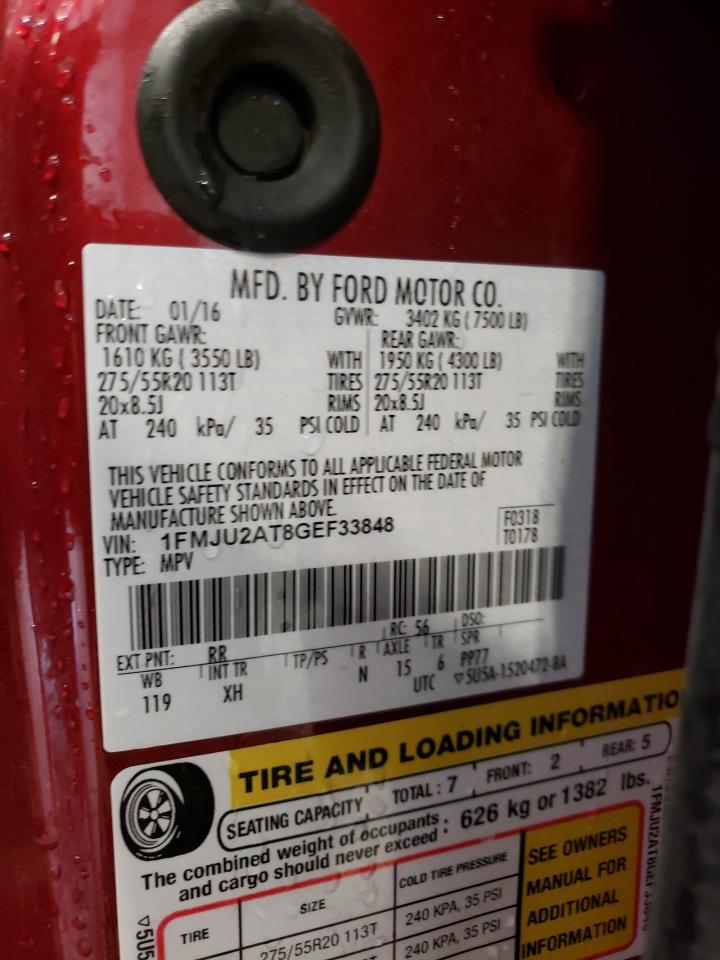 MFD. BY FORD MOTOR CO.
DATE: 01/16 GVWR: 3402 KG ( 7500 LB)
FRONT GAWR: REAR GAWR:
1610 KG ( 3550 LB) WITH 1950 KG ( 4300 LB) WITH
275/55R20 113T TIRES 275/55R20 113T TIRES
20x8.5J RIMS 20x8.5J RIMS
AT 240 kPa/ 35 PSI COLD AT 240 kPa/ 35 PSI COLD
THIS VEHICLE CONFORMS TO ALL APPLICABLE FEDERAL MOTOR
VEHICLE SAFETY STANDARDS IN EFFECT ON THE DATE OF
MANUFACTURE SHOWN ABOVE.
VIN: 1FMJU2AT8GEF33848 F0318
TYPE: MPV T0178
EXT PNT: RR RC: 56 DSO:
WB INT TR TP/PS R AXLE TR SPR
119 XH N 15 6 PP77
UTC ▽5U5A-1520472-BA
TIRE AND LOADING INFORMATIO
SEATING CAPACITY TOTAL : 7 FRONT: 2 REAR: 5
The combined weight of occupants : 626 kg or 1382 lbs.
and cargo should never exceed
TIRE SIZE COLD TIRE PRESSURE SEE OWNERS
275/55R20 113T 240 KPA, 35 PSI MANUAL FOR
240 KPA, 35 PSI ADDITIONAL
INFORMATION
▽5U5
1FMJU2AT8GEF33848